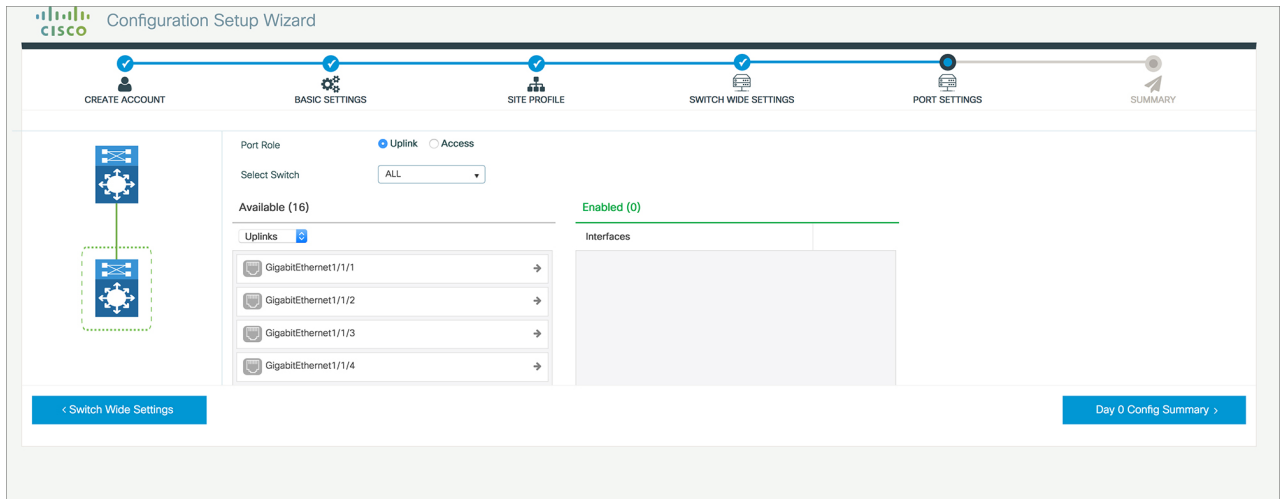 CISCO
Configuration Setup Wizard
CREATE ACCOUNT
BASIC SETTINGS
SITE PROFILE
SWITCH WIDE SETTINGS
PORT SETTINGS
SUMMARY
Port Role
Uplink
Access
Select Switch
ALL
Available (16)
Enabled (0)
Uplinks
Interfaces
GigabitEthernet1/1/1
GigabitEthernet1/1/2
GigabitEthernet1/1/3
GigabitEthernet1/1/4
< Switch Wide Settings
Day 0 Config Summary >